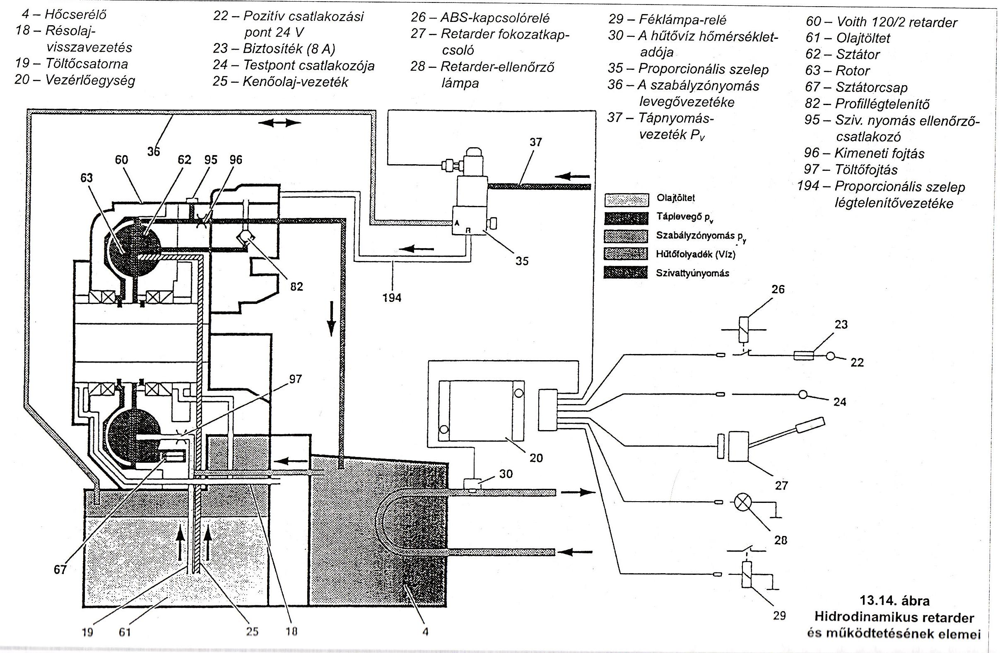 4 – Hőcserélő
18 – Résolaj-
visszavezetés
19 – Töltőcsatorna
20 – Vezérlőegység
22 – Pozitív csatlakozási
pont 24 V
23 – Biztosíték (8 A)
24 – Testpont csatlakozója
25 – Kenőolaj-vezeték
26 – ABS-kapcsolórelé
27 – Retarder fokozatkap-
csoló
28 – Retarder-ellenőrző
lámpa
29 – Féklámpa-relé
30 – A hűtővíz hőmérséklet-
adója
35 – Proporcionális szelep
36 – A szabályzónyomás
levegővezetéke
37 – Tápnyomás-
vezeték Pv
60 – Voith 120/2 retarder
61 – Olajtöltet
62 – Sztátor
63 – Rotor
67 – Sztátorcsap
82 – Profillégtelenítő
95 – Sziv. nyomás ellenőrző-
csatlakozó
96 – Kimeneti fojtás
97 – Töltőfojtás
194 – Proporcionális szelep
légtelenítővezetéke
36
60
62
95
96
63
37
A
R
35
82
194
Olajtöltet
Táplevegő pv
Szabályzónyomás py
Hűtőfolyadék (Víz)
Szivattyúnyomás
26
23
22
97
24
20
30
27
28
67
29
19
61
25
18
4
13.14. ábra
Hidrodinamikus retarder
és működtetésének elemei